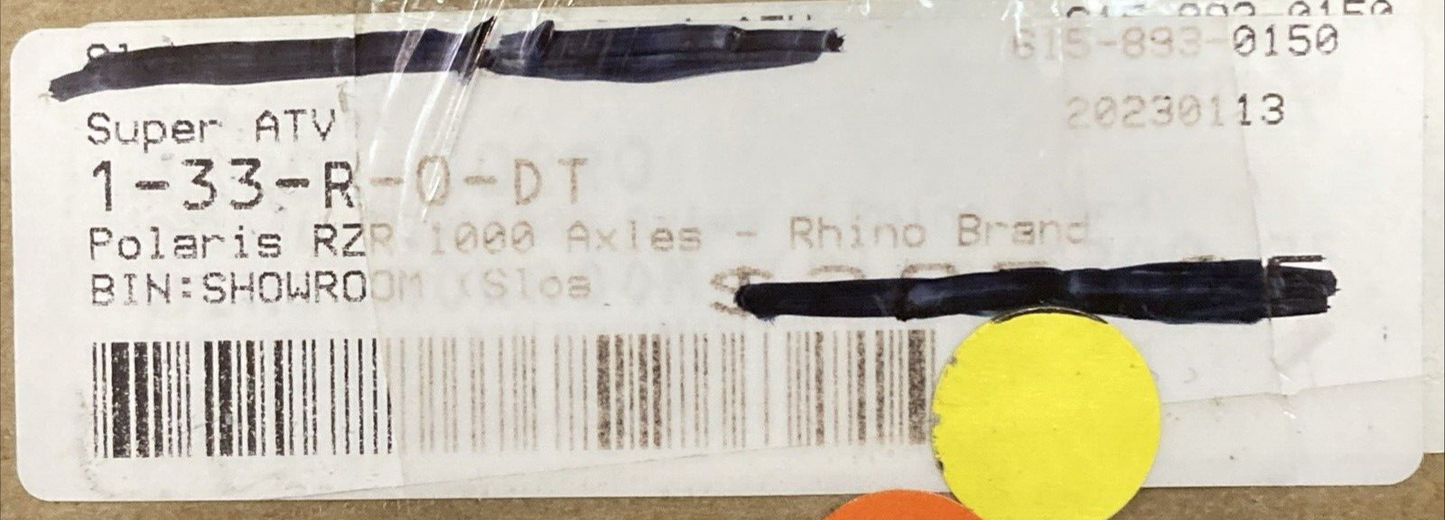 615-893-0150
20230113
Super ATV
1-33-R-0-DT
Polaris RZR 1000 Axles - Rhino Brand
BIN:SHOWROOM (Sloa